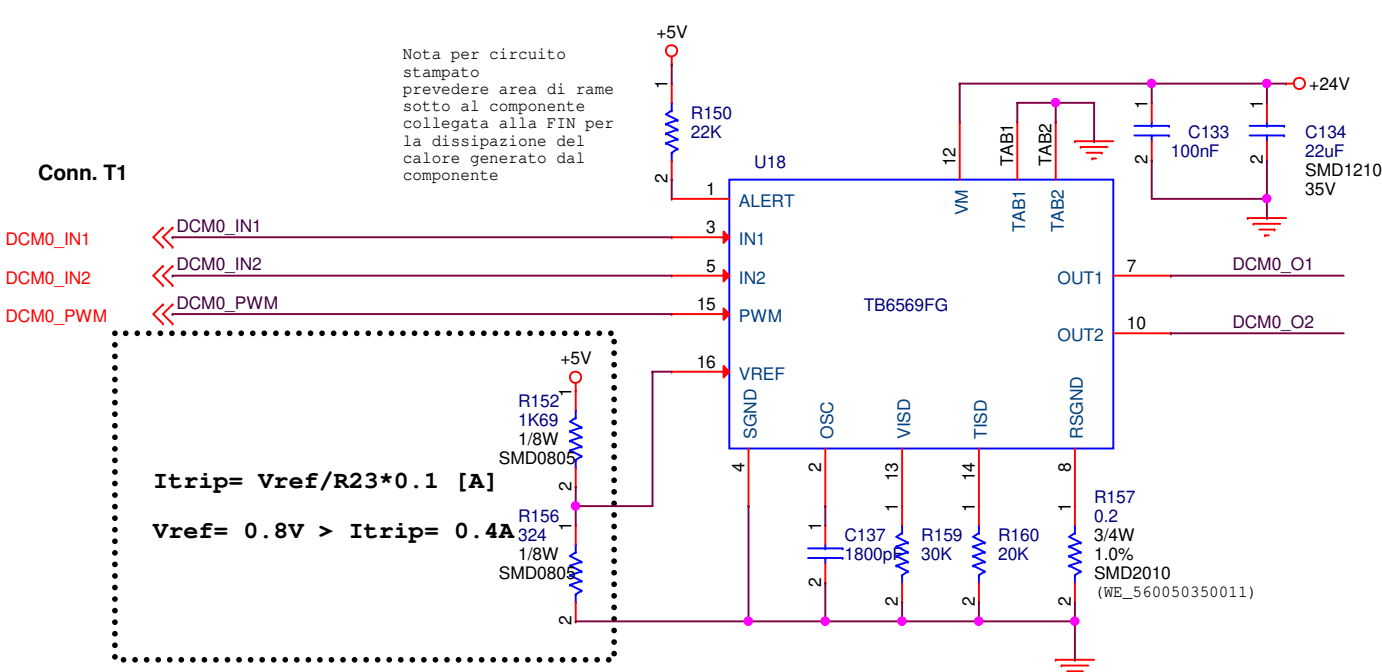 +5V
Nota per circuito
stampato
prevedere area di rame
sotto al componente
collegata alla FIN per
la dissipazione del
calore generato dal
componente
1
R150
22K
2
+24V
1
C133
100nF
2
1
C134
22uF
SMD1210
35V
2
Conn. T1
U18
12
TAB1
TAB2
1
ALERT
VM
TAB1
TAB2
DCM0_IN1
DCM0_IN1
3
IN1
DCM0_IN2
DCM0_IN2
5
IN2
DCM0_PWM
DCM0_PWM
15
PWM
TB6569FG
OUT1
7
DCM0_O1
OUT2
10
DCM0_O2
16
VREF
SGND
OSC
VISD
TISD
RSGND
4
2
13
14
8
+5V
1
R152
1K69
1/8W
SMD0805
2
Itrip= Vref/R23*0.1 [A]
Vref= 0.8V > Itrip= 0.4A
1
R156
324
1/8W
SMD0805
2
1
C137
1800pF
2
1
R159
30K
2
1
R160
20K
2
1
R157
0.2
3/4W
1.0%
SMD2010
(WE_560050350011)
2